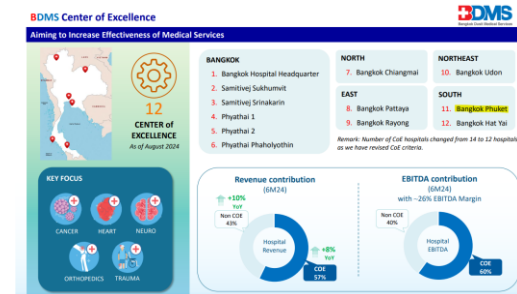 BDMS Center of Excellence
BDMS
Bangkok Dusit Medical Services
Aiming to Increase Effectiveness of Medical Services
12
CENTER of
EXCELLENCE
As of August 2024
BANGKOK
1. Bangkok Hospital Headquarter
2. Samitivej Sukhumvit
3. Samitivej Srinakarin
4. Phyathai 1
5. Phyathai 2
6. Phyathai Phaholyothin
NORTH
7. Bangkok Chiangmai
NORTHEAST
10. Bangkok Udon
EAST
8. Bangkok Pattaya
9. Bangkok Rayong
SOUTH
11. Bangkok Phuket
12. Bangkok Hat Yai
Remark: Number of CoE hospitals changed from 14 to 12 hospitals
as we have revised CoE criteria.
KEY FOCUS
CANCER
HEART
NEURO
ORTHOPEDICS
TRAUMA
Revenue contribution
(6M24)
+10%
YoY
Non COE
43%
Hospital
Revenue
+8%
YoY
COE
57%
EBITDA contribution
(6M24)
with ~26% EBITDA Margin
Non COE
40%
Hospital
EBITDA
COE
60%